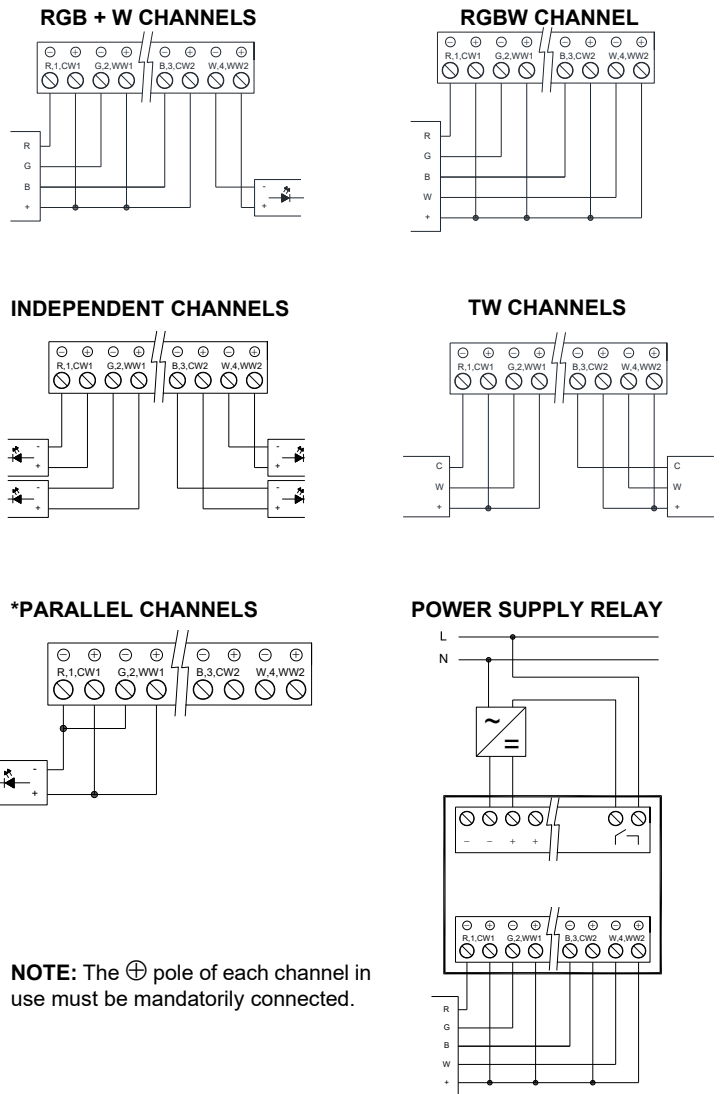 RGB + W CHANNELS
⊖ ⊕ ⊖ ⊕ ⊖ ⊕ ⊖ ⊕
R,1,CW1 G,2,WW1 B,3,CW2 W,4,WW2
R
G
B
+
-
+
RGBW CHANNEL
⊖ ⊕ ⊖ ⊕ ⊖ ⊕ ⊖ ⊕
R,1,CW1 G,2,WW1 B,3,CW2 W,4,WW2
R
G
B
W
+
INDEPENDENT CHANNELS
⊖ ⊕ ⊖ ⊕ ⊖ ⊕ ⊖ ⊕
R,1,CW1 G,2,WW1 B,3,CW2 W,4,WW2
- -
+ +
- -
+ +
TW CHANNELS
⊖ ⊕ ⊖ ⊕ ⊖ ⊕ ⊖ ⊕
R,1,CW1 G,2,WW1 B,3,CW2 W,4,WW2
C C
W W
+ +
*PARALLEL CHANNELS
⊖ ⊕ ⊖ ⊕ ⊖ ⊕ ⊖ ⊕
R,1,CW1 G,2,WW1 B,3,CW2 W,4,WW2
-
+
POWER SUPPLY RELAY
L
N
~
=
− − + +
⊖ ⊕ ⊖ ⊕ ⊖ ⊕ ⊖ ⊕
R,1,CW1 G,2,WW1 B,3,CW2 W,4,WW2
R
G
B
W
+
NOTE: The ⊕ pole of each channel in
use must be mandatorily connected.